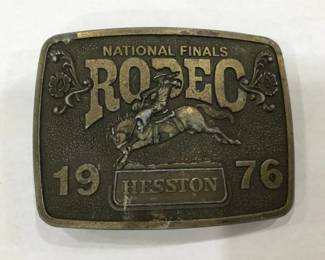 NATIONAL FINALS
RODEO
19 76
HESSTON